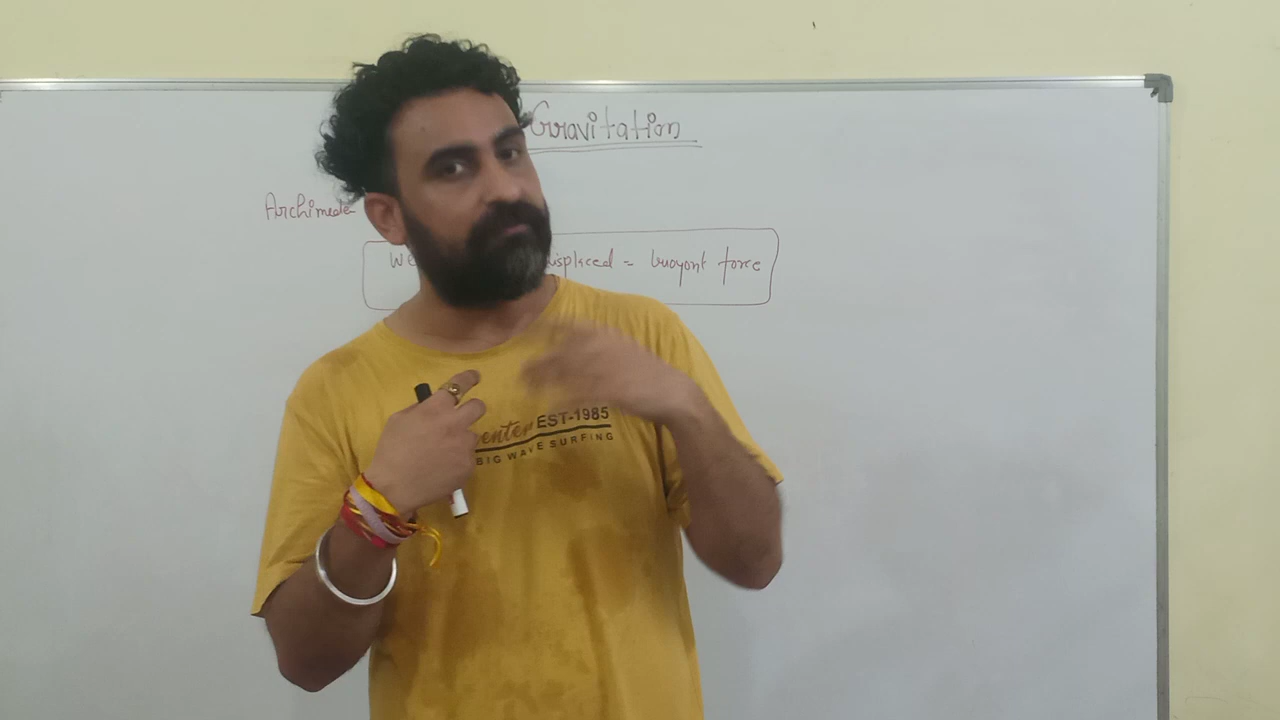 Gravitation
Archimede
We isplaced = buoyant force
enter EST-1985
BIG WAVE SURFING